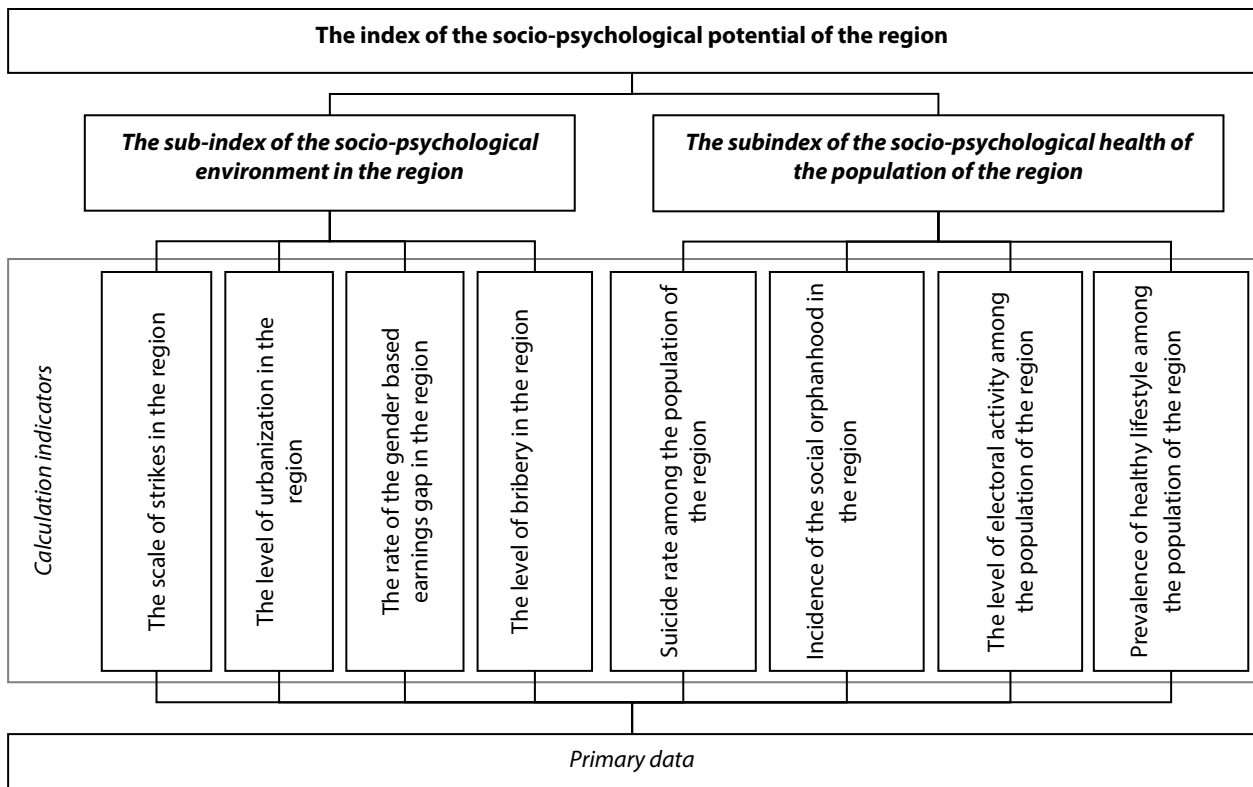 The index of the socio-psychological potential of the region
The sub-index of the socio-psychological
environment in the region
The subindex of the socio-psychological health of
the population of the region
Calculation indicators
The scale of strikes in the region
The level of urbanization in the
region
The rate of the gender based
earnings gap in the region
The level of bribery in the region
Suicide rate among the population of
the region
Incidence of the social orphanhood in
the region
The level of electoral activity among
the population of the region
Prevalence of healthy lifestyle among
the population of the region
Primary data